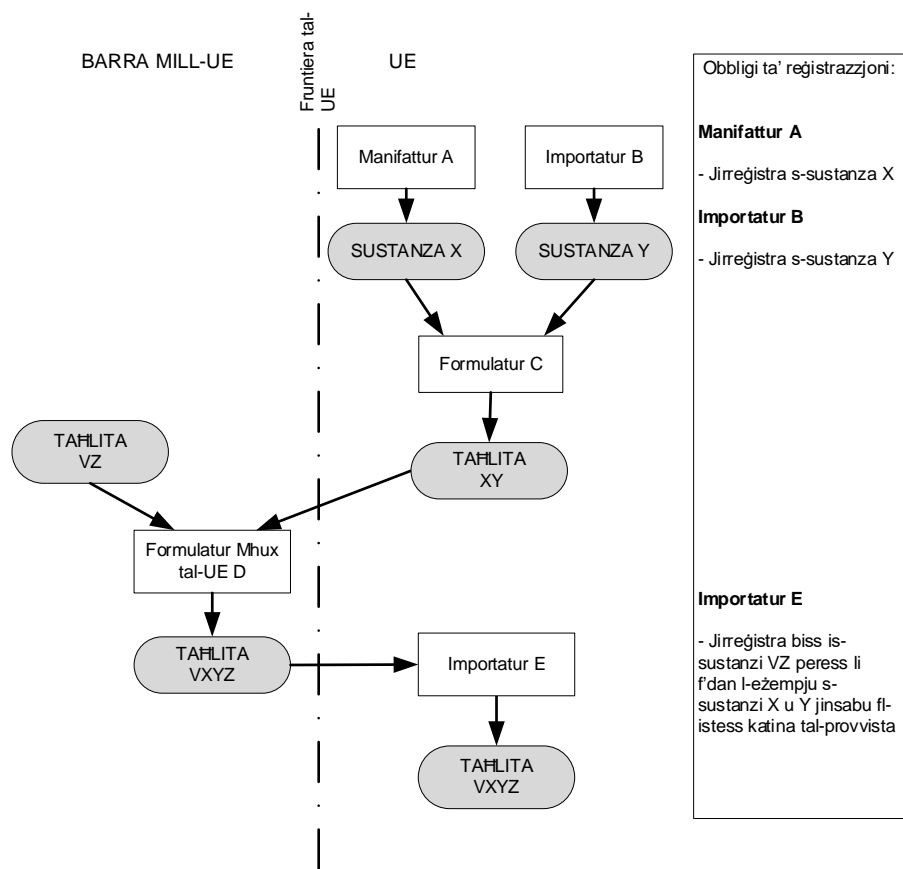 BARRA MILL-UE
Fruntiera tal-
UE
UE
Manifattur A
Importatur B
SUSTANZA X
SUSTANZA Y
Formulatur C
TAĦLITA
VZ
TAĦLITA
XY
Formulatur Mhux
tal-UE D
TAĦLITA
VXYZ
Importatur E
TAĦLITA
VXYZ
Obbligi ta’ reġistrazzjoni:
Manifattur A
- Jirreġistra s-sustanza X
Importatur B
- Jirreġistra s-sustanza Y
Importatur E
- Jirreġistra biss is-
sustanzi VZ peress li
f’dan l-eżempju s-
sustanzi X u Y jinsabu fl-
istess katina tal-provvista